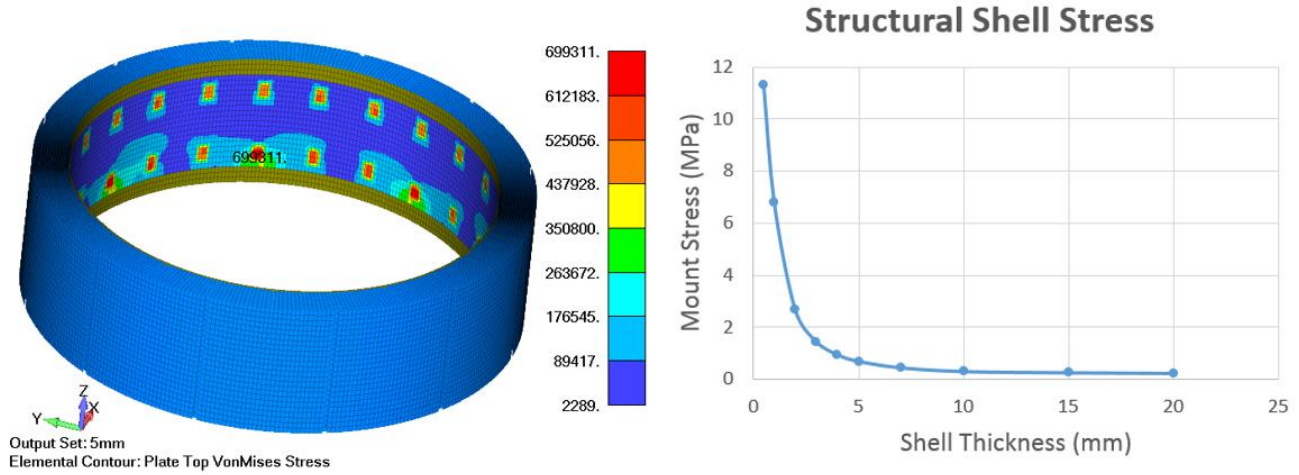 699311.
612183.
525056.
437928.
350800.
263672.
176545.
89417.
2289.
699311.
Z
X
Y
Output Set: 5mm
Elemental Contour: Plate Top VonMises Stress
Structural Shell Stress
Mount Stress (MPa)
12
10
8
6
4
2
0
0 5 10 15 20 25
Shell Thickness (mm)